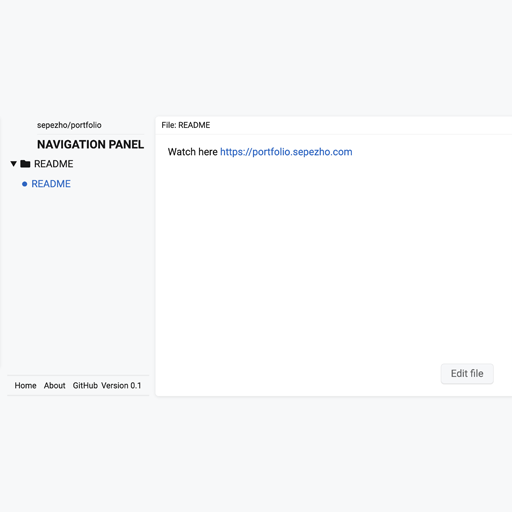 sepezho/portfolio
NAVIGATION PANEL
README
README
Home About GitHub Version 0.1
File: README
Watch here https://portfolio.sepezho.com
Edit file